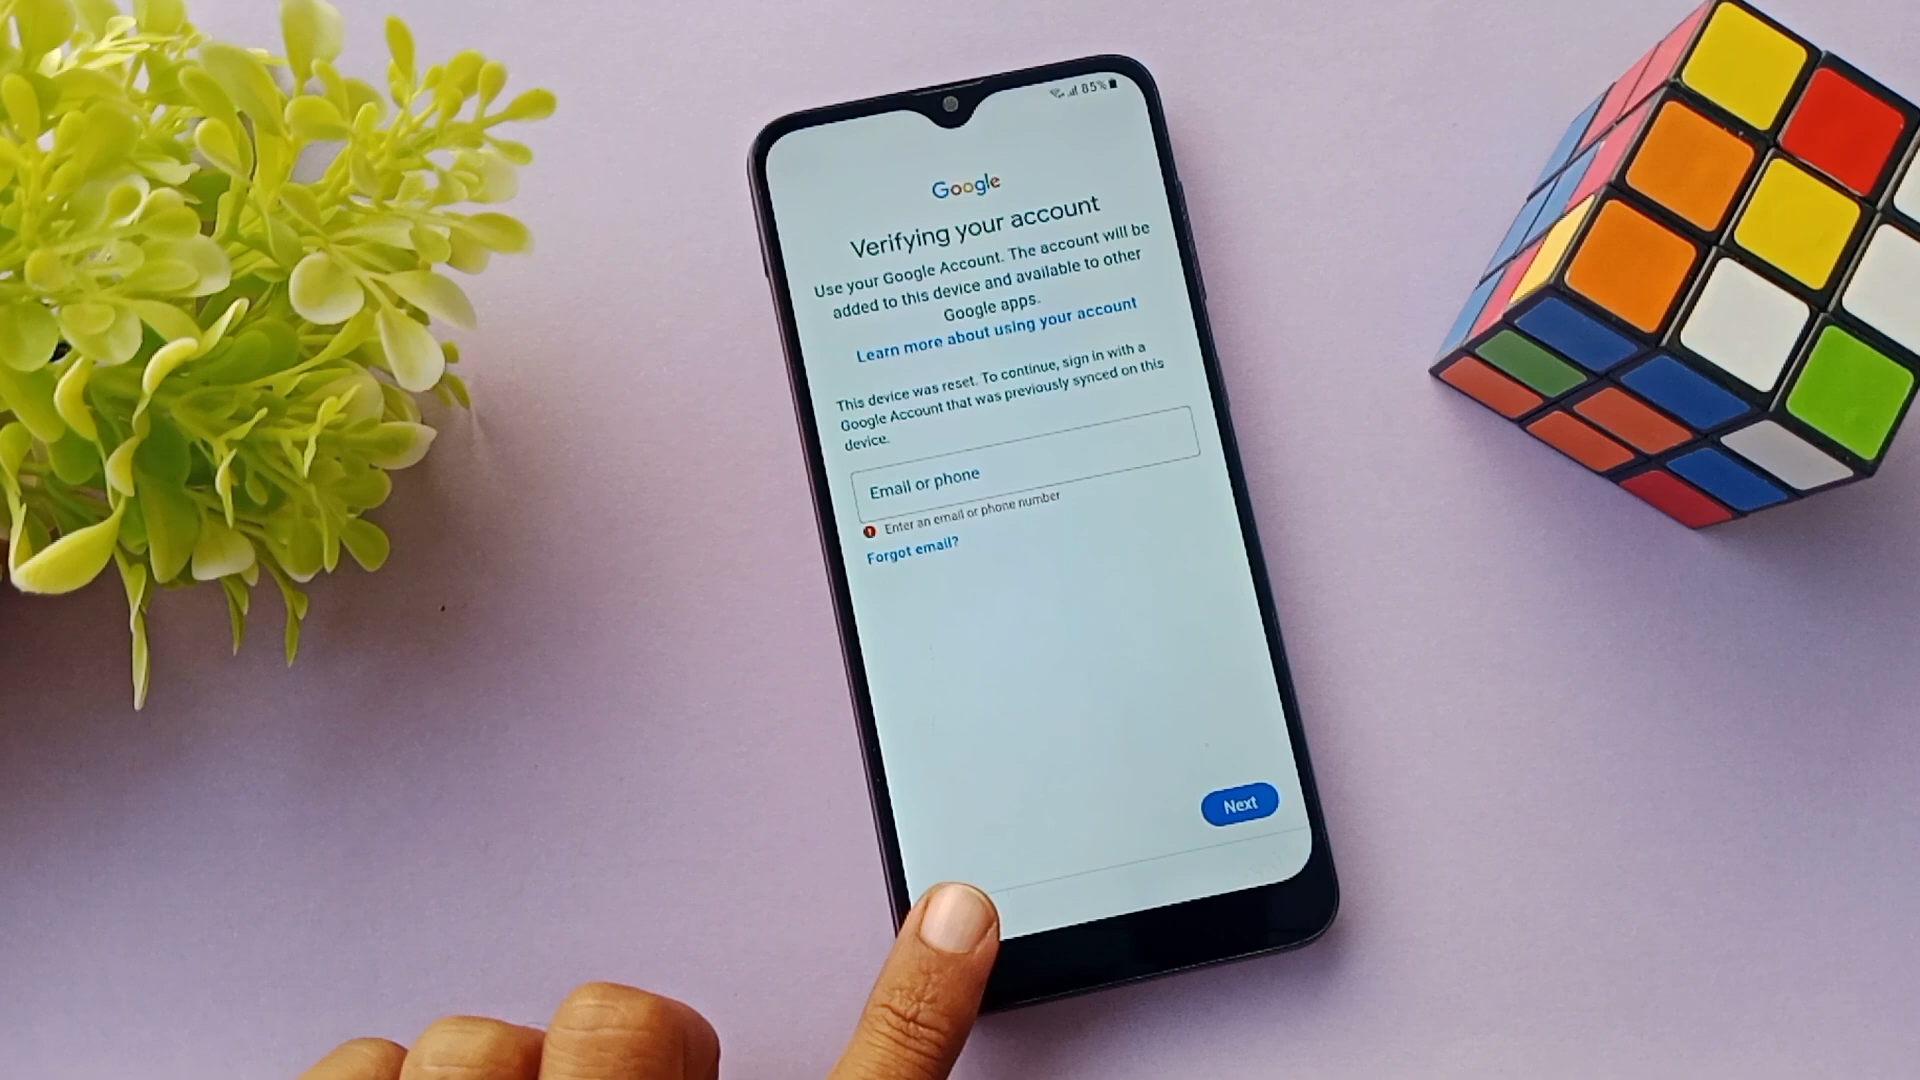 85%
Google
Verifying your account
Use your Google Account. The account will be
added to this device and available to other
Google apps.
Learn more about using your account
This device was reset. To continue, sign in with a
Google Account that was previously synced on this
device.
Email or phone
Enter an email or phone number
Forgot email?
Next